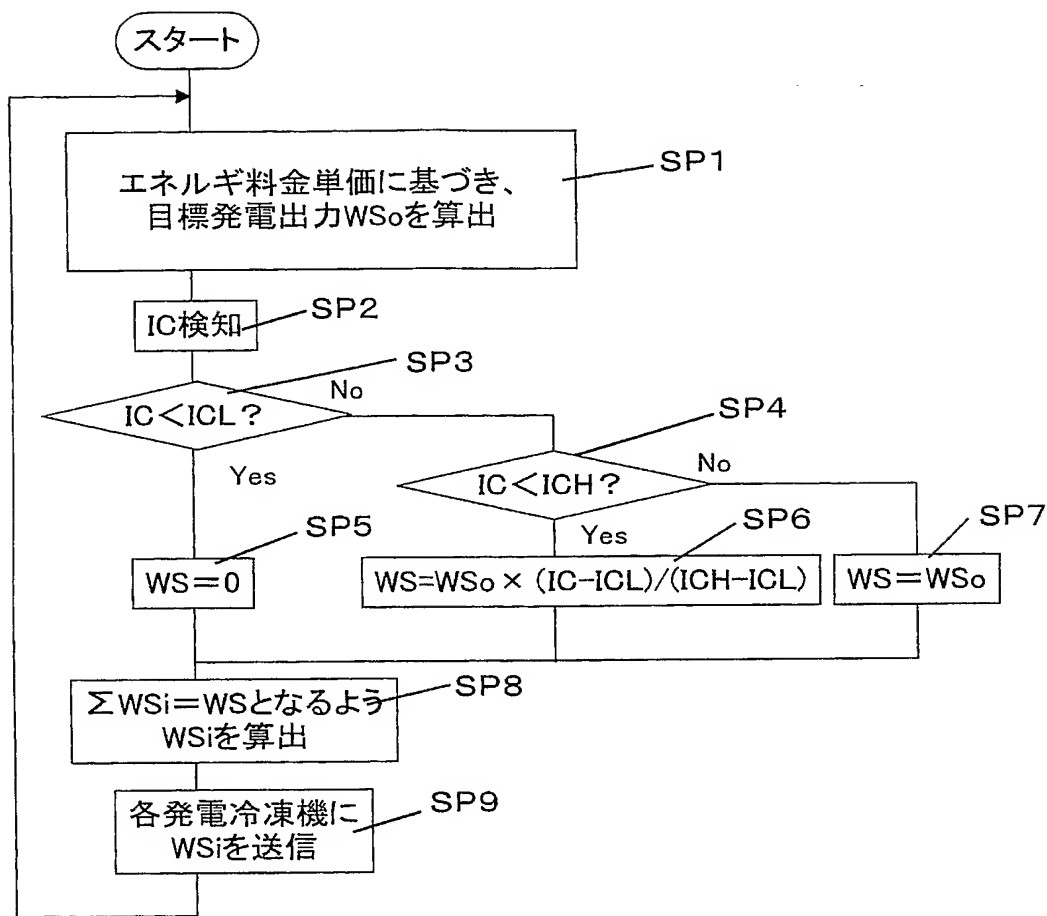 スタート
エネルギ料金単価に基づき、
目標発電出力WSoを算出
SP1
IC検知
SP2
IC<ICL?
SP3
No
Yes
IC<ICH?
SP4
No
Yes
WS=0
SP5
WS=WSo×(IC-ICL)/(ICH-ICL)
SP6
WS=WSo
SP7
ΣWSi=WSとなるよう
WSiを算出
SP8
各発電冷凍機に
WSiを送信
SP9